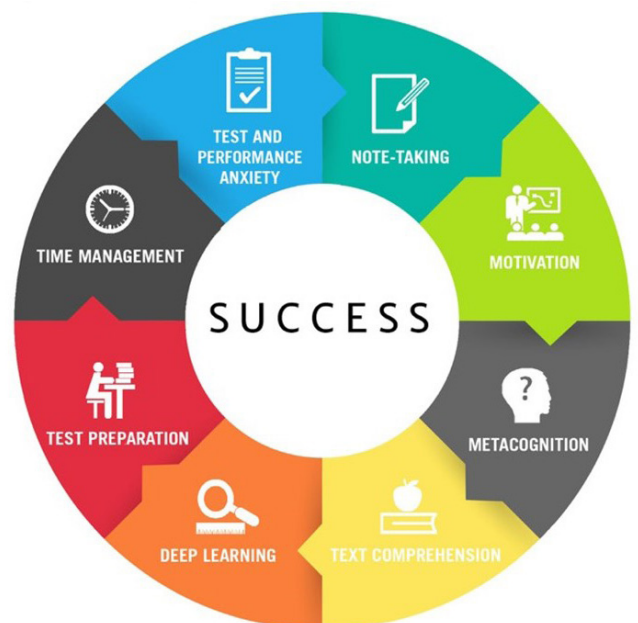 TEST AND
PERFORMANCE
ANXIETY
NOTE-TAKING
MOTIVATION
METACOGNITION
TEXT COMPREHENSION
DEEP LEARNING
TEST PREPARATION
TIME MANAGEMENT
SUCCESS
?